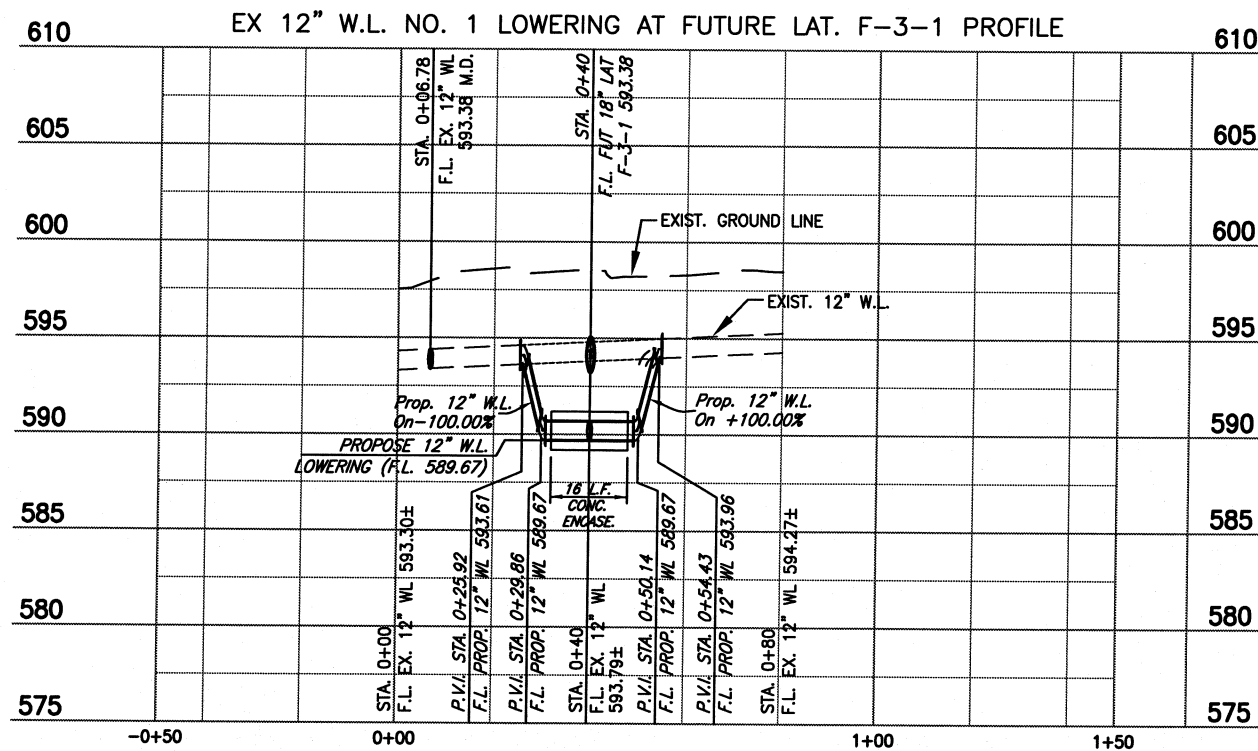 EX 12" W.L. NO. 1 LOWERING AT FUTURE LAT. F-3-1 PROFILE
610
610
STA. 0+06.78
F.L. EX. 12" WL
593.38 M.D.
STA. 0+40
F.L. FUT 18" LAT
F-3-1 593.38
605
605
EXIST. GROUND LINE
600
600
EXIST. 12" W.L.
595
595
Prop. 12" W.L.
On-100.00%
Prop. 12" W.L.
On +100.00%
590
590
PROPOSE 12" W.L.
LOWERING (F.L. 589.67)
16 L.F.
CONC.
ENCASE.
585
585
STA. 0+00
F.L. EX. 12" WL 593.30±
P.V.I. STA. 0+25.92
F.L. PROP. 12" WL 593.61
P.V.I. STA. 0+29.86
F.L. PROP. 12" WL 589.67
STA. 0+40
F.L. EX. 12" WL
593.79±
P.V.I. STA. 0+50.14
F.L. PROP. 12" WL 589.67
P.V.I. STA. 0+54.43
F.L. PROP. 12" WL 593.96
STA. 0+80
F.L. EX. 12" WL 594.27±
580
580
575
575
-0+50
0+00
1+00
1+50